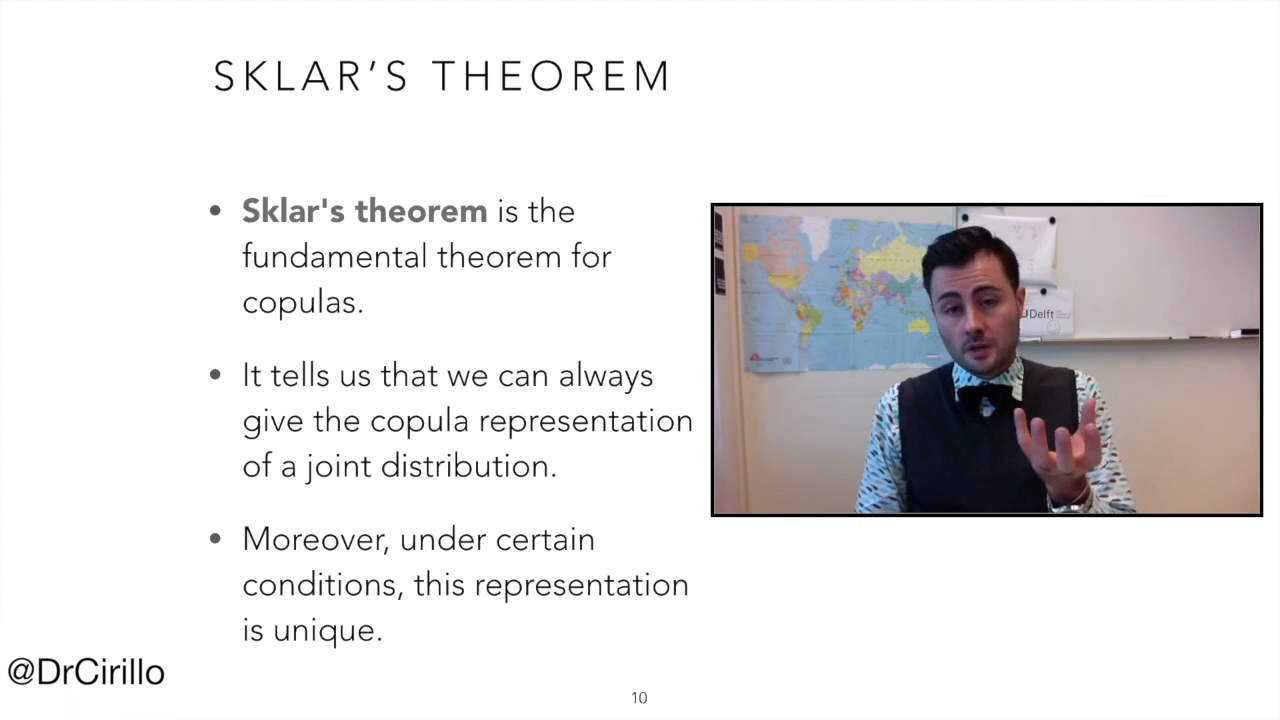 SKLAR'S THEOREM
• Sklar's theorem is the
fundamental theorem for
copulas.
• It tells us that we can always
give the copula representation
of a joint distribution.
• Moreover, under certain
conditions, this representation
is unique.
UDelft
@DrCirillo
10